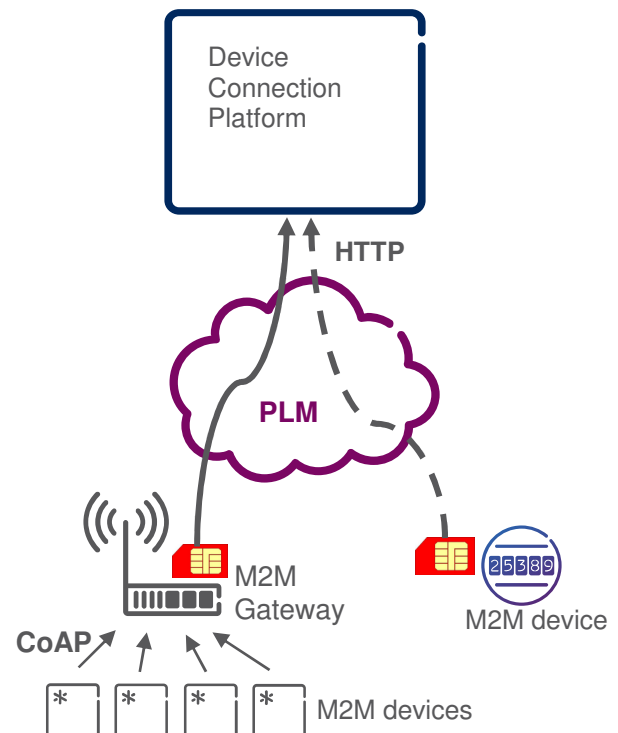 Device
Connection
Platform
HTTP
PLM
M2M
Gateway
25389
M2M device
CoAP
* * * *
M2M devices